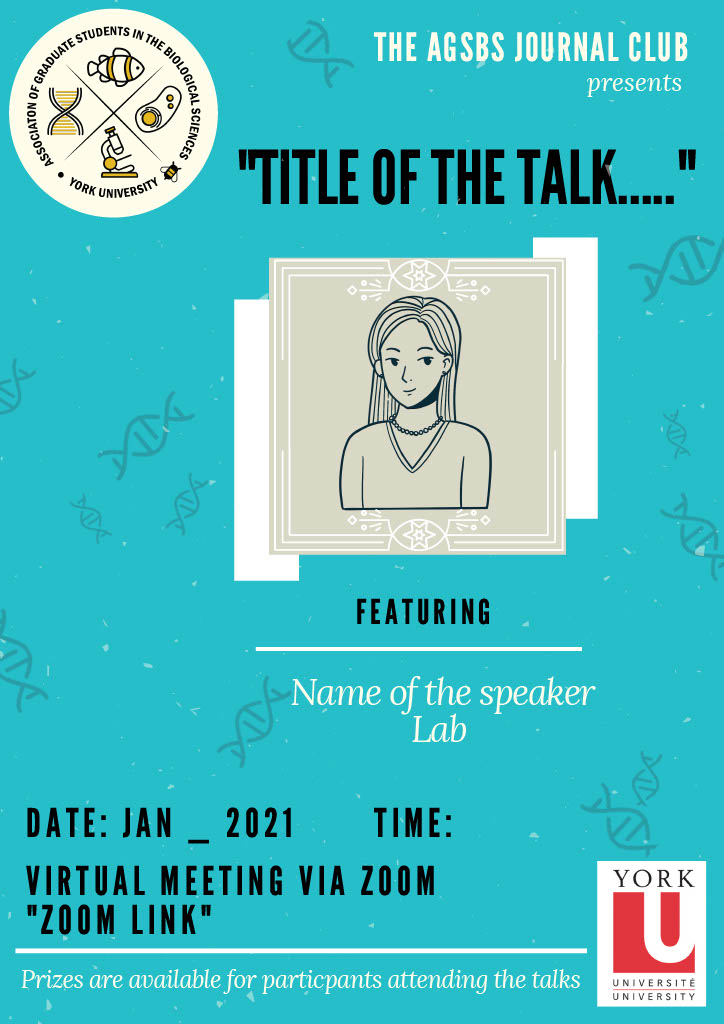 ASSOCIATON OF GRADUATE STUDENTS IN THE BIOLOGICAL SCIENCES
• YORK UNIVERSITY
THE AGSBS JOURNAL CLUB
presents
"TITLE OF THE TALK....."
FEATURING
Name of the speaker
Lab
DATE: JAN _ 2021 TIME:
VIRTUAL MEETING VIA ZOOM
"ZOOM LINK"
Prizes are available for particpants attending the talks
YORK
U
UNIVERSITÉ
UNIVERSITY